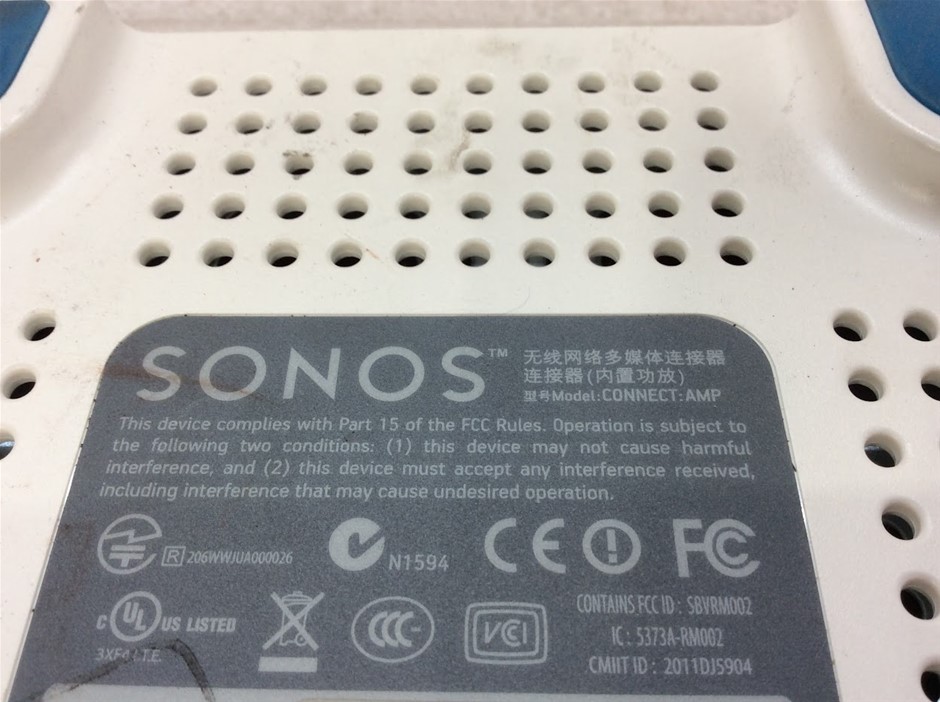 SONOS™
无线网络多媒体连接器
连接器(内置功放)
型号Model:CONNECT:AMP
This device complies with Part 15 of the FCC Rules. Operation is subject to
the following two conditions: (1) this device may not cause harmful
interference, and (2) this device must accept any interference received,
including interference that may cause undesired operation.
R 206WWJUA000026
N1594
CE
FC
C UL US LISTED
I.T.E.
CCC
VCI
CONTAINS FCC ID : SBVRM002
IC : 5373A-RM002
CMIIT ID : 2011DJ5904